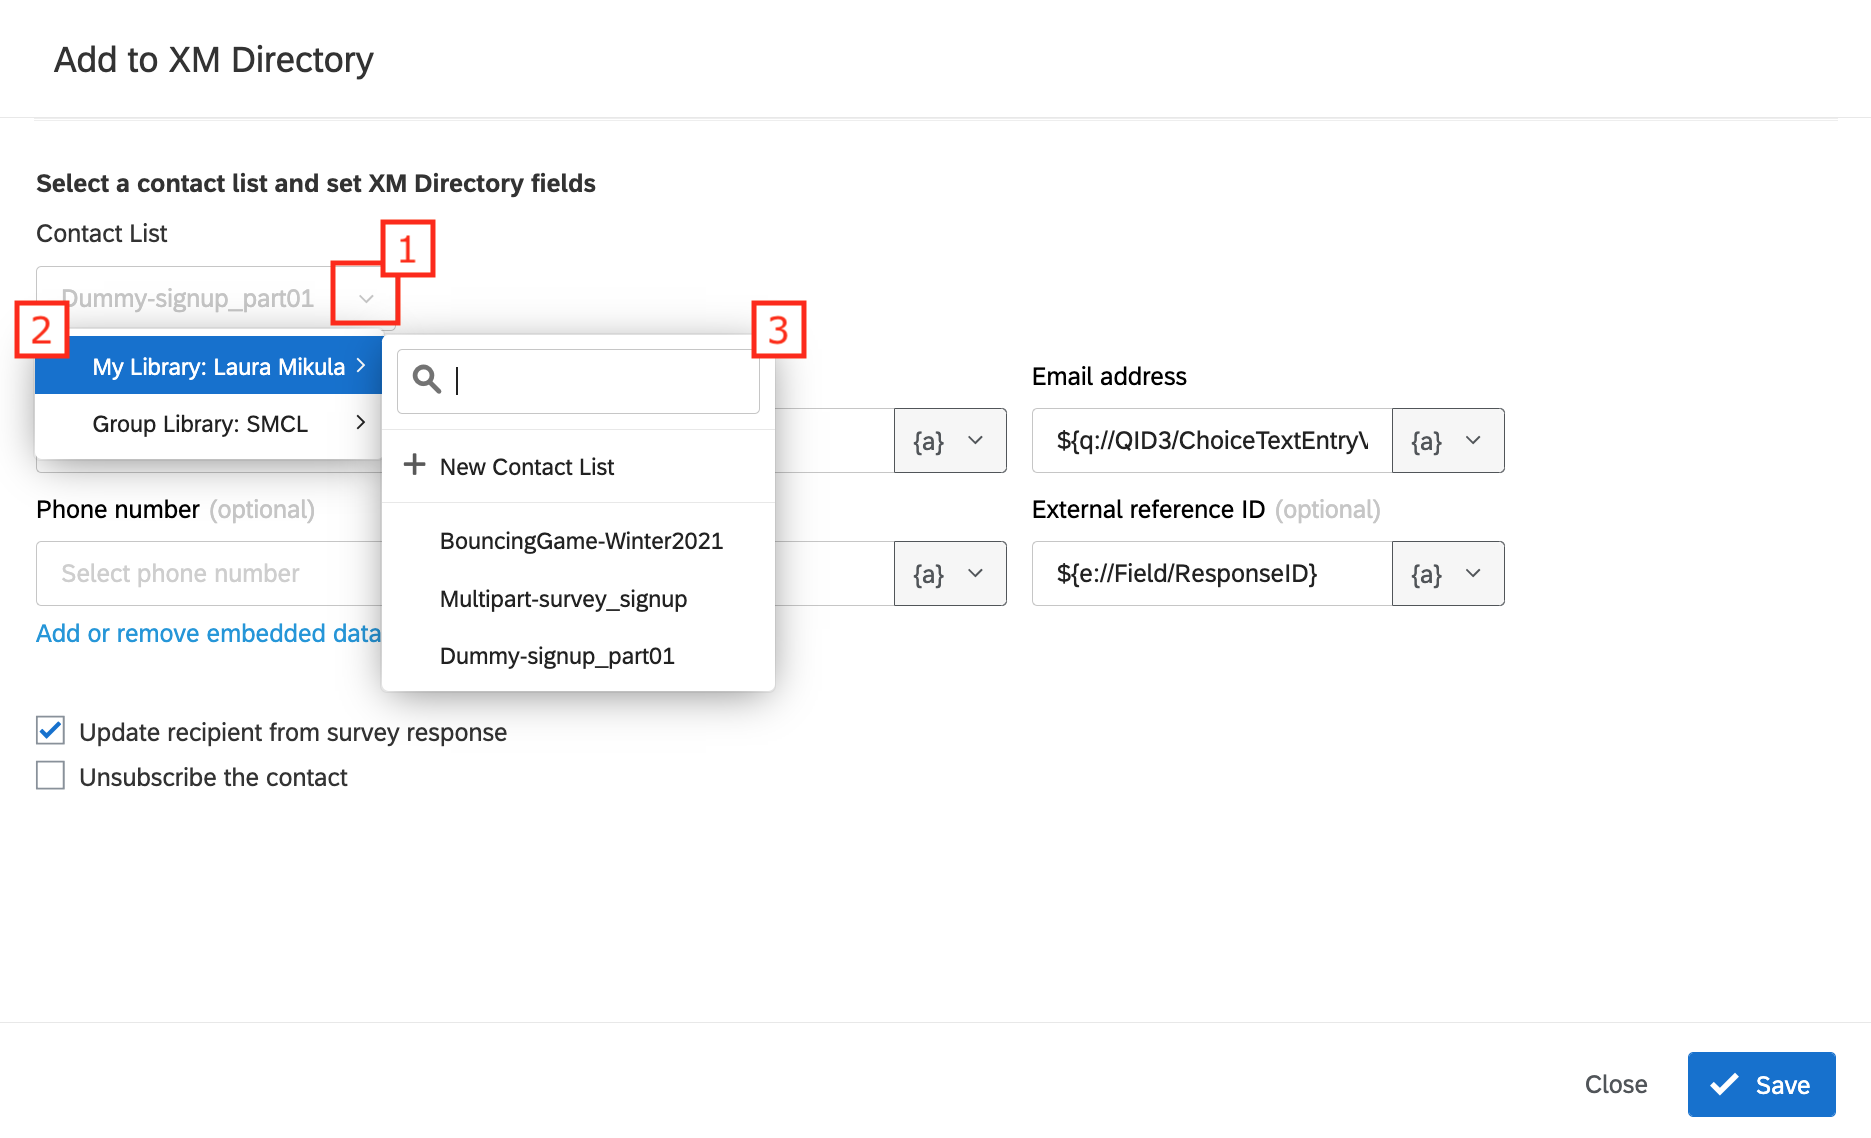 Add to XM Directory
Select a contact list and set XM Directory fields
Contact List
1
Dummy-signup_part01
2
3
My Library: Laura Mikula
Group Library: SMCL
New Contact List
BouncingGame-Winter2021
Multipart-survey_signup
Dummy-signup_part01
{a}
Email address
${q://QID3/ChoiceTextEntryV
{a}
Phone number (optional)
Select phone number
{a}
External reference ID (optional)
${e://Field/ResponseID}
{a}
Add or remove embedded data
Update recipient from survey response
Unsubscribe the contact
Close
Save